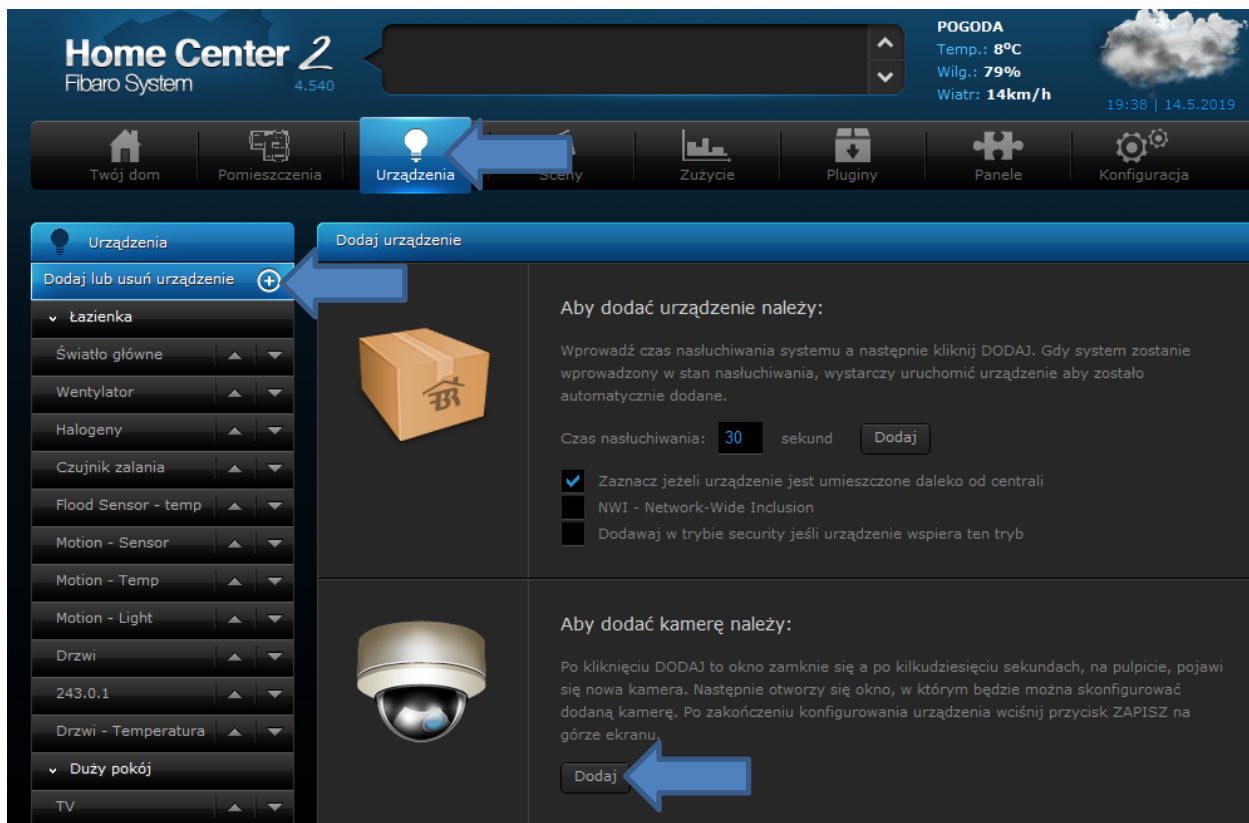 Home Center 2
Fibaro System
4.540
POGODA
Temp.: 8°C
Wilg.: 79%
Wiatr: 14km/h
19:38 | 14.5.2019
Twój dom
Pomieszczenia
Urządzenia
Sceny
Zużycie
Pluginy
Panele
Konfiguracja
Urządzenia
Dodaj lub usuń urządzenie
Łazienka
Światło główne
Wentylator
Halogeny
Czujnik zalania
Flood Sensor - temp
Motion - Sensor
Motion - Temp
Motion - Light
Drzwi
243.0.1
Drzwi - Temperatura
Duży pokój
TV
Dodaj urządzenie
Aby dodać urządzenie należy:
Wprowadź czas nasłuchiwania systemu a następnie kliknij DODAJ. Gdy system zostanie
wprowadzony w stan nasłuchiwania, wystarczy uruchomić urządzenie aby zostało
automatycznie dodane.
Czas nasłuchiwania: 30 sekund Dodaj
Zaznacz jeżeli urządzenie jest umieszczone daleko od centrali
NWI - Network-Wide Inclusion
Dodawaj w trybie security jeśli urządzenie wspiera ten tryb
Aby dodać kamerę należy:
Po kliknięciu DODAJ to okno zamknie się a po kilkudziesięciu sekundach, na pulpicie, pojawi
się nowa kamera. Następnie otworzy się okno, w którym będzie można skonfigurować
dodaną kamerę. Po zakończeniu konfigurowania urządzenia wciśnij przycisk ZAPISZ na
górze ekranu.
Dodaj